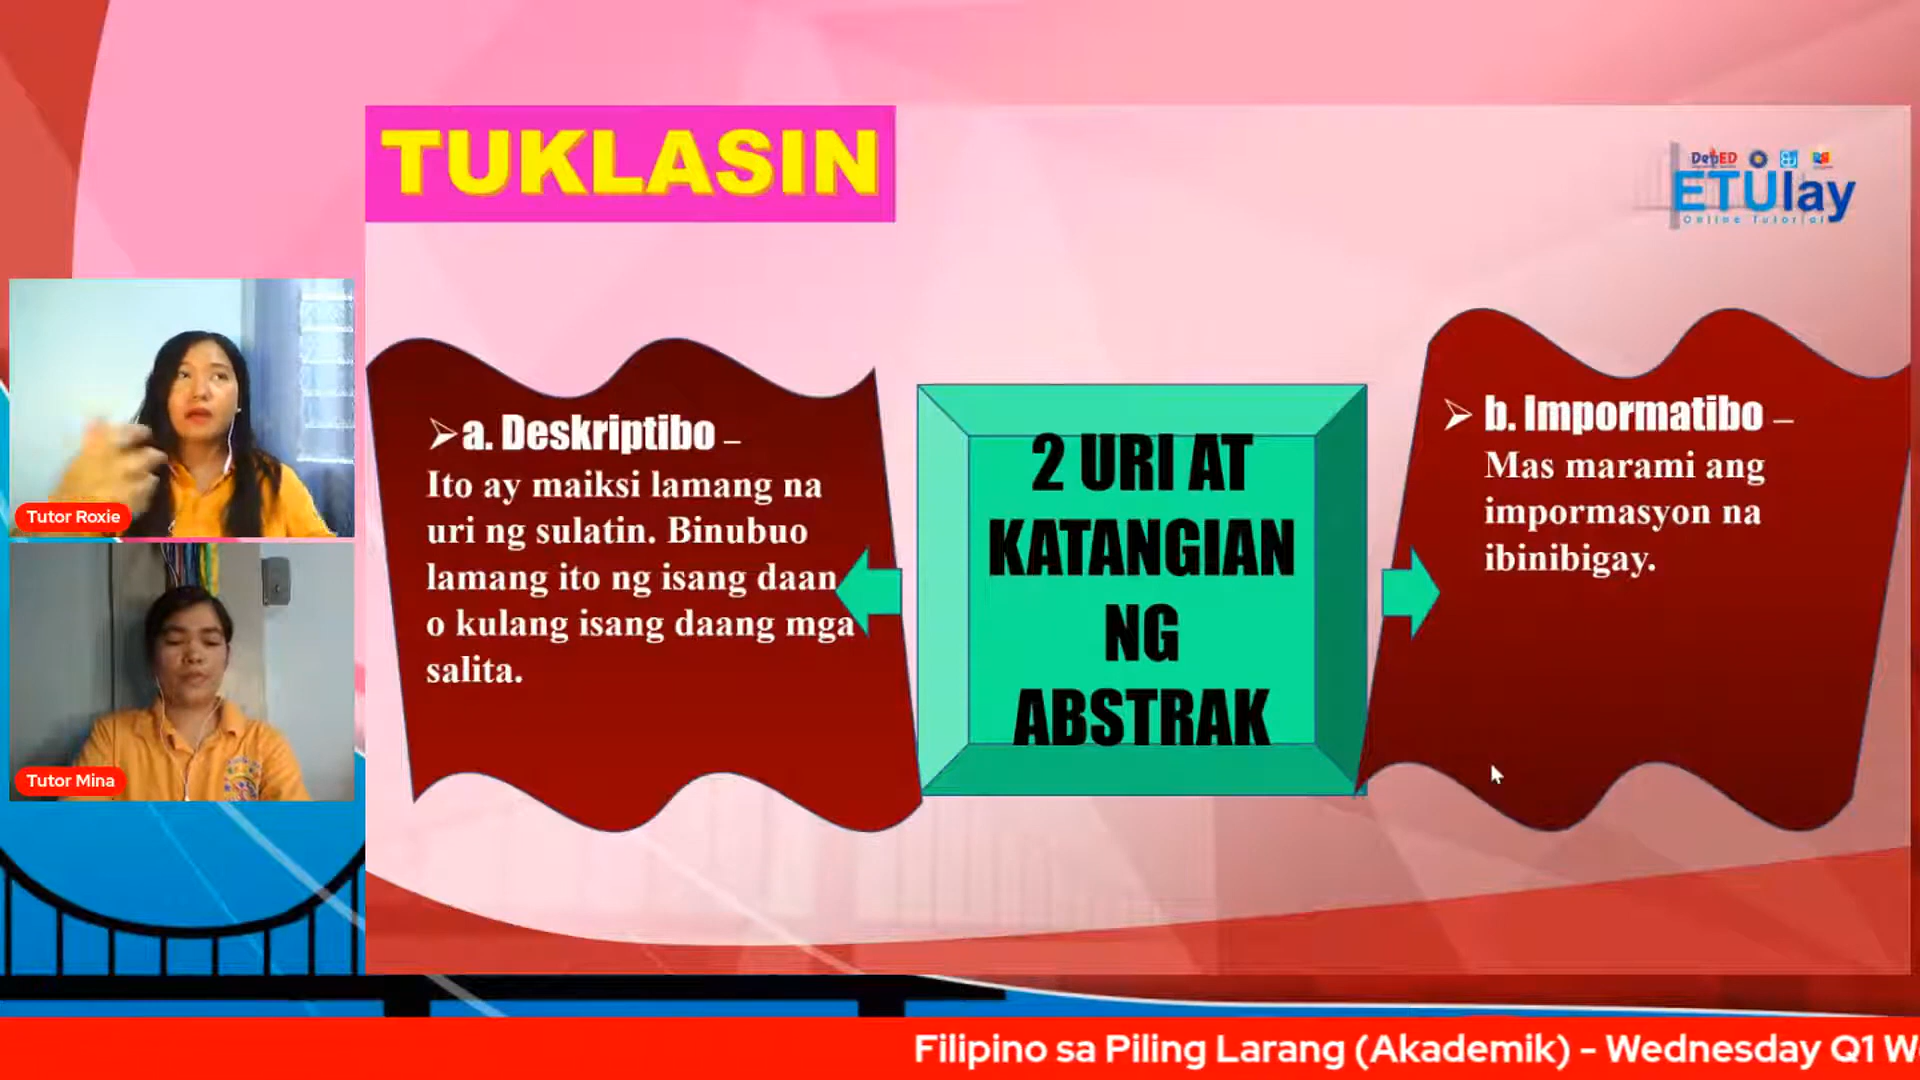 TUKLASIN
DepED
ETUlay
Online Tutorial
➢a. Deskriptibo –
Ito ay maiksi lamang na
uri ng sulatin. Binubuo
lamang ito ng isang daan
o kulang isang daang mga
salita.
2 URI AT
KATANGIAN
NG
ABSTRAK
➢ b. Impormatibo –
Mas marami ang
impormasyon na
ibinibigay.
Tutor Roxie
Tutor Mina
Filipino sa Piling Larang (Akademik) - Wednesday Q1 W